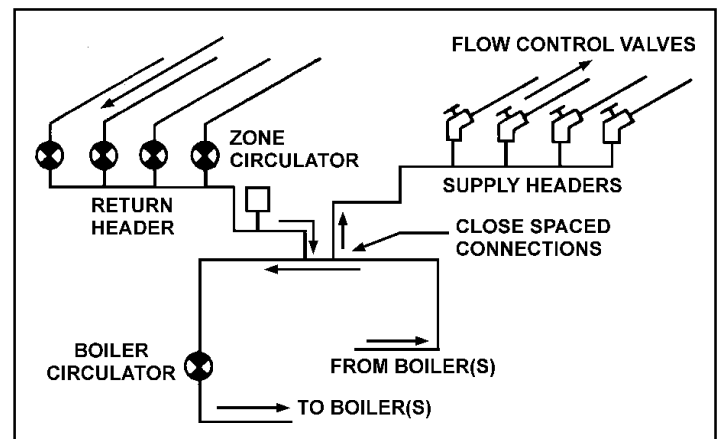 FLOW CONTROL VALVES
ZONE
CIRCULATOR
SUPPLY HEADERS
RETURN
HEADER
CLOSE SPACED
CONNECTIONS
BOILER
CIRCULATOR
FROM BOILER(S)
TO BOILER(S)